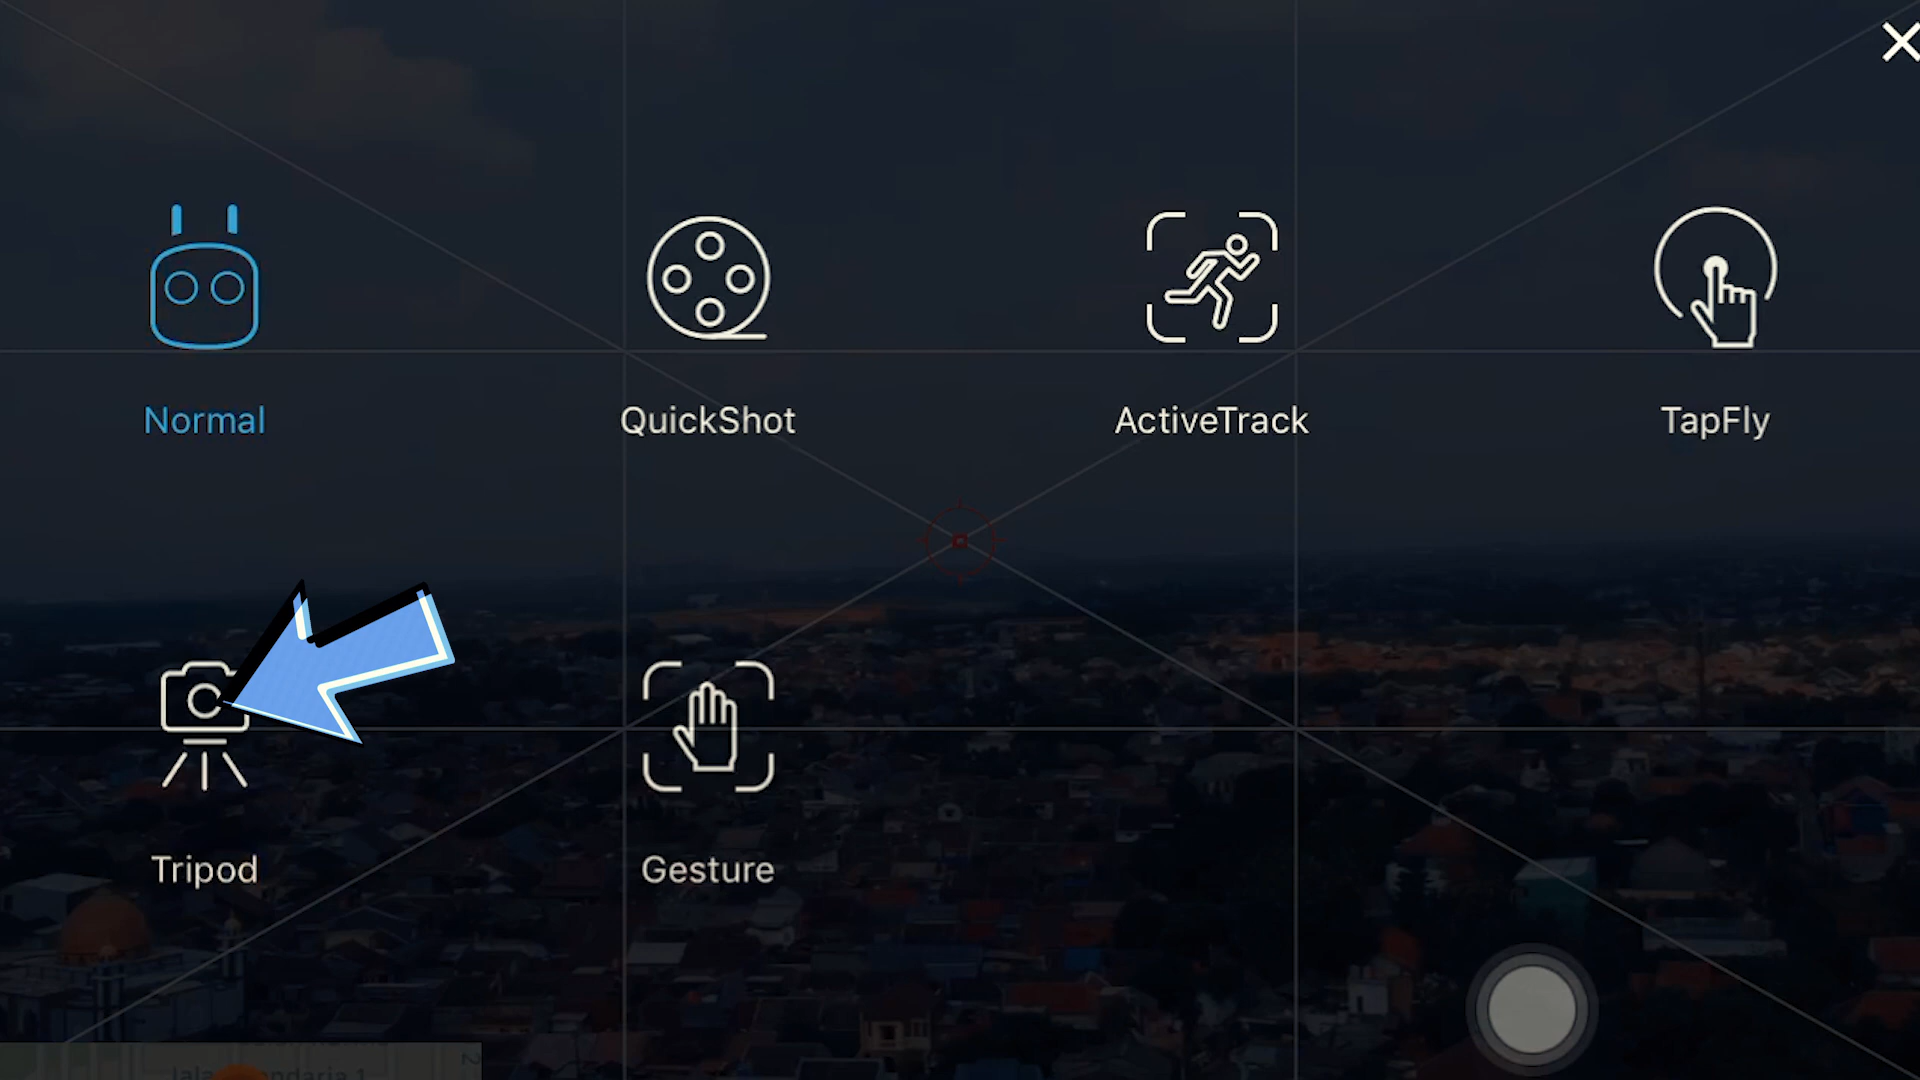 Normal
QuickShot
ActiveTrack
TapFly
Tripod
Gesture